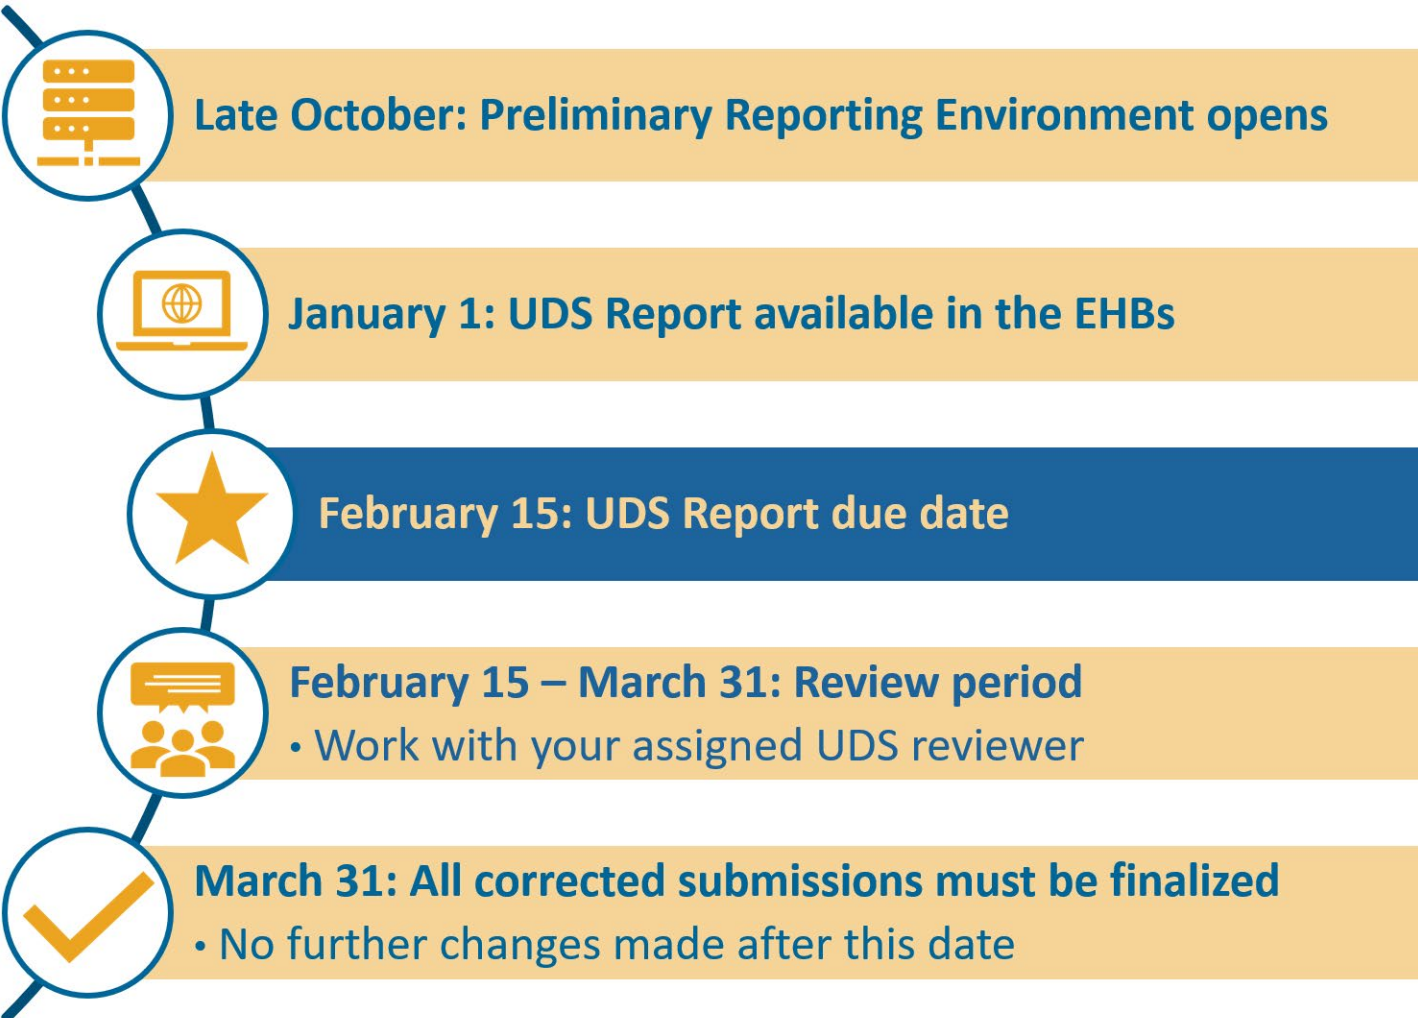 Late October: Preliminary Reporting Environment opens
January 1: UDS Report available in the EHBs
February 15: UDS Report due date
February 15 – March 31: Review period
• Work with your assigned UDS reviewer
March 31: All corrected submissions must be finalized
• No further changes made after this date